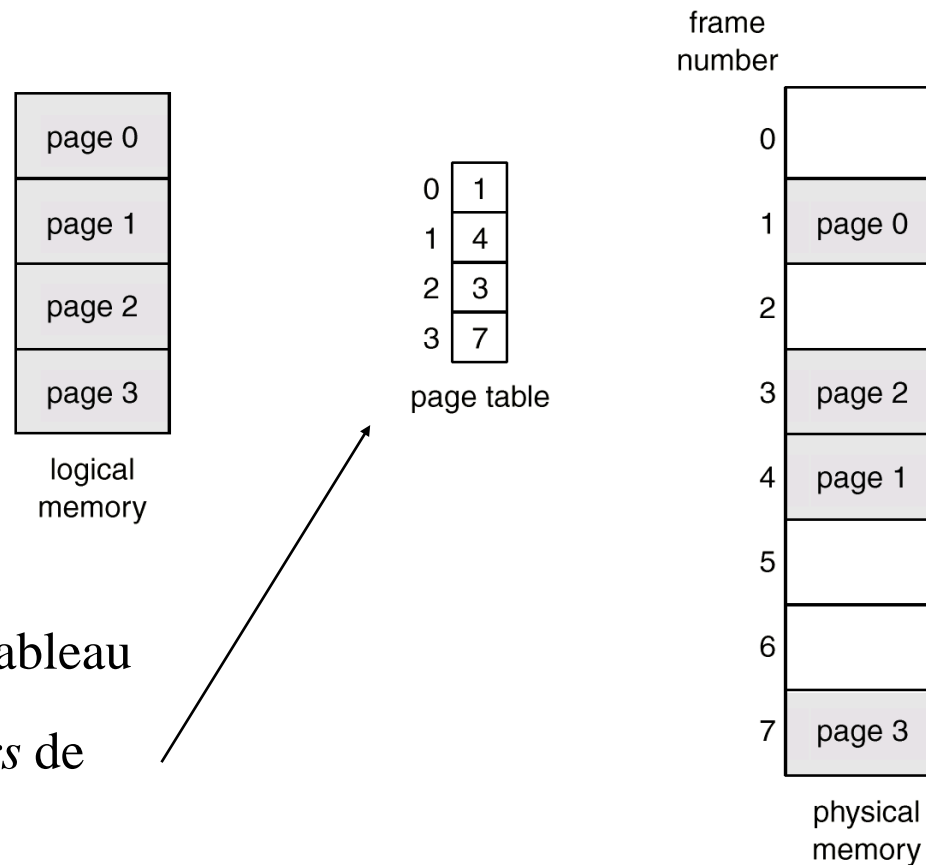 page 0
page 1
page 2
page 3
logical
memory
0 1
1 4
2 3
3 7
page table
frame
number
0
1 page 0
2
3 page 2
4 page 1
5
6
7 page 3
physical
memory
ableau
de